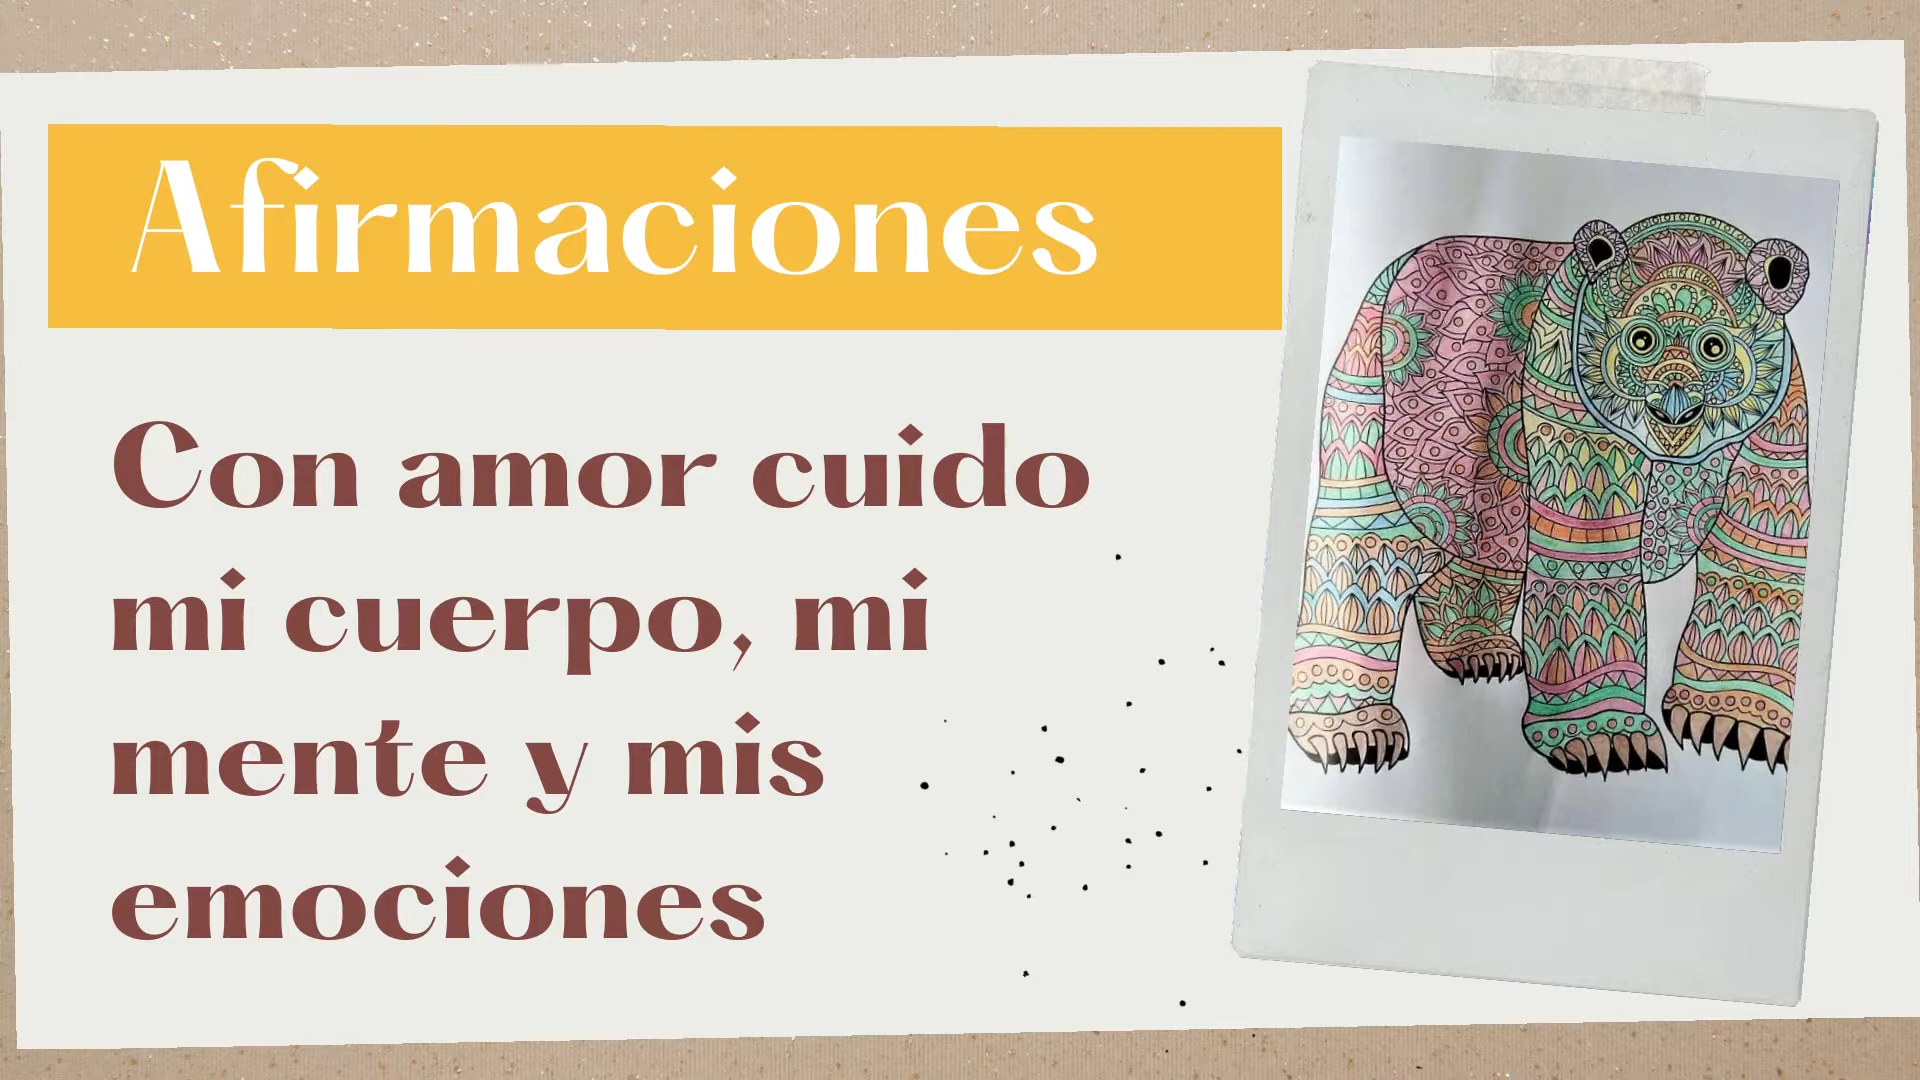 Afirmaciones
Con amor cuido
mi cuerpo, mi
mente y mis
emociones